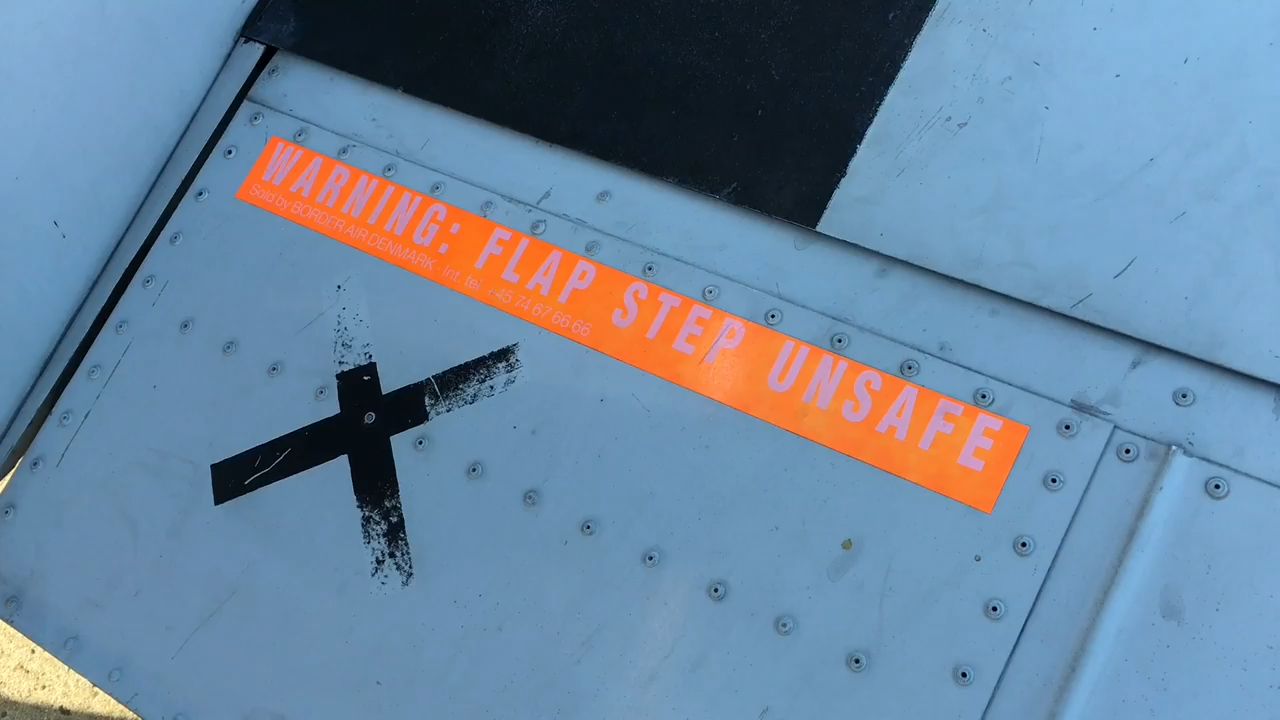 WARNING: FLAP STEP UNSAFE
Sold by BORDER AIR DENMARK · Int. tel. +45 74 67 66 66